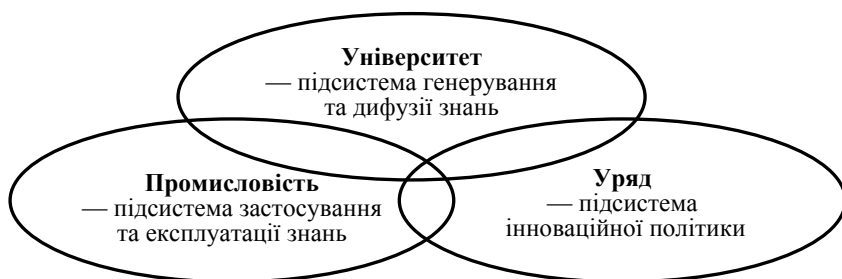 Університет
— підсистема генерування
та дифузії знань
Промисловість
— підсистема застосування
та експлуатації знань
Уряд
— підсистема
інноваційної політики